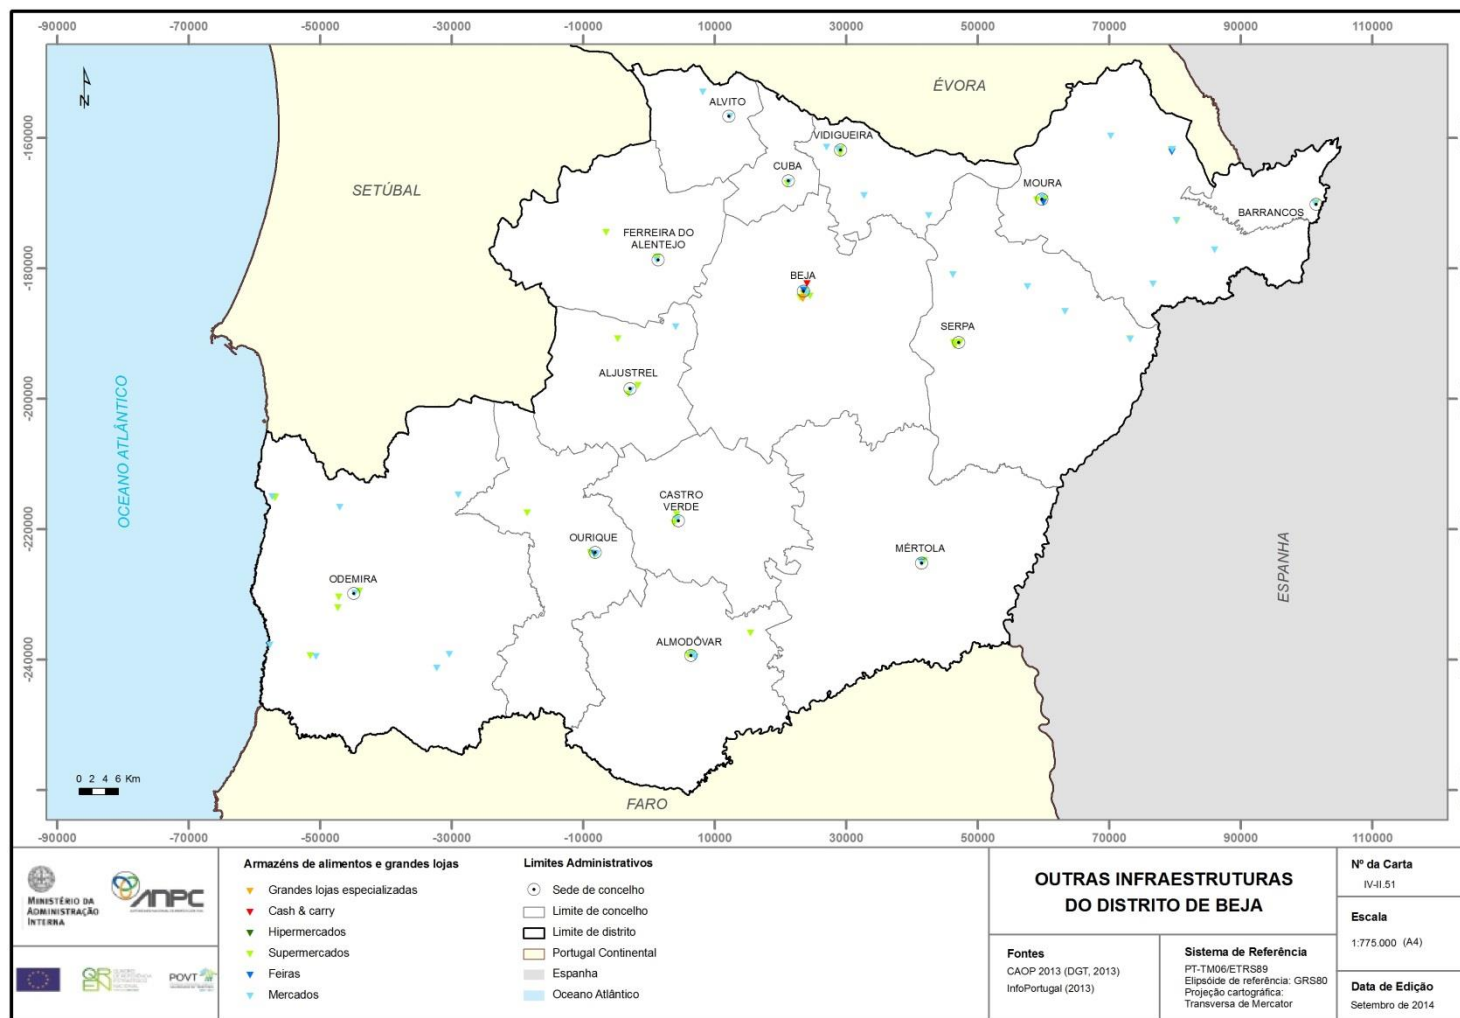 -90000 -70000 -50000 -30000 -10000 10000 30000 50000 70000 90000 110000
N
ÉVORA
ALVITO
VIDIGUEIRA
CUBA
SETÚBAL
MOURA
BARRANCOS
FERREIRA DO
ALENTEJO
BEJA
SERPA
ALJUSTREL
OCEANO ATLÂNTICO
CASTRO
VERDE
OURIQUE
MÉRTOLA
ESPANHA
ODEMIRA
ALMODÔVAR
FARO
-160000
-180000
-200000
-220000
-240000
0 2 4 6 Km
-90000 -70000 -50000 -30000 -10000 10000 30000 50000 70000 90000 110000
MINISTÉRIO DA
ADMINISTRAÇÃO
INTERNA
ANPC
QR
EN
POVT
Armazéns de alimentos e grandes lojas
Grandes lojas especializadas
Cash & carry
Hipermercados
Supermercados
Feiras
Mercados
Limites Administrativos
Sede de concelho
Limite de concelho
Limite de distrito
Portugal Continental
Espanha
Oceano Atlântico
OUTRAS INFRAESTRUTURAS
DO DISTRITO DE BEJA
Fontes
CAOP 2013 (DGT, 2013)
InfoPortugal (2013)
Sistema de Referência
PT-TM06/ETRS89
Elipsóide de referência: GRS80
Projeção cartográfica:
Transversa de Mercator
Nº da Carta
IV-II.51
Escala
1:775.000 (A4)
Data de Edição
Setembro de 2014